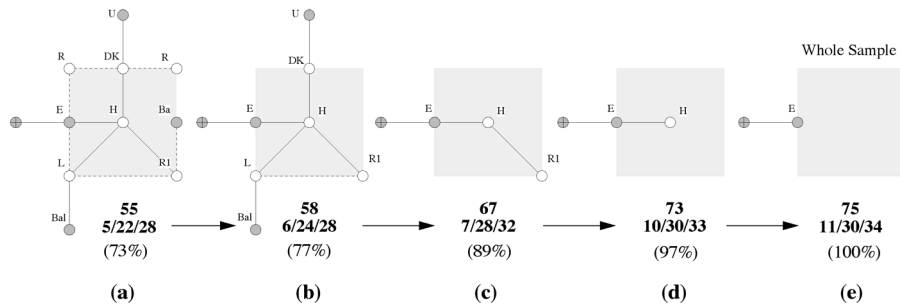 U
R
DK
R
E
H
Ba
L
R1
Bal
55
5/22/28
(73%)
(a)
U
DK
E
H
L
R1
Bal
58
6/24/28
(77%)
(b)
E
H
R1
67
7/28/32
(89%)
(c)
E
H
73
10/30/33
(97%)
(d)
Whole Sample
E
75
11/30/34
(100%)
(e)